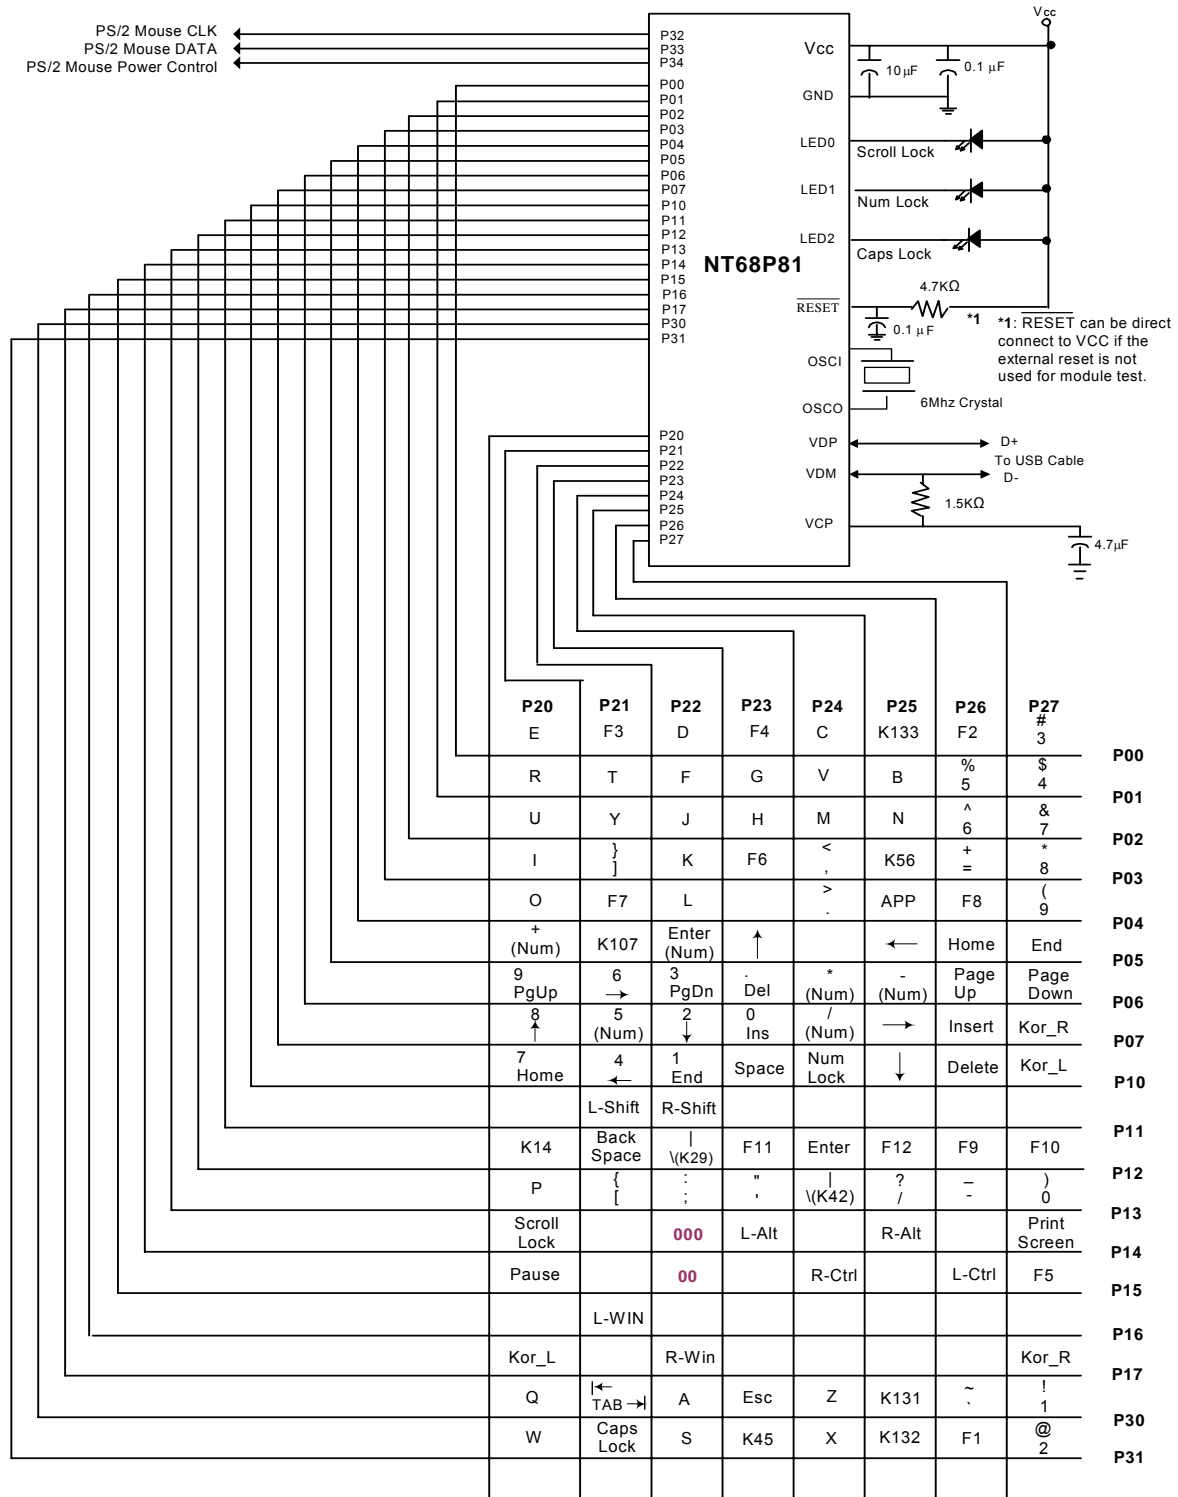 PS/2 Mouse CLK
PS/2 Mouse DATA
PS/2 Mouse Power Control
P32
P33
P34
P00
P01
P02
P03
P04
P05
P06
P07
P10
P11
P12
P13
P14
P15
P16
P17
P30
P31
P20
P21
P22
P23
P24
P25
P26
P27
NT68P81
Vcc
GND
LED0
LED1
LED2
RESET
OSCI
OSCO
VDP
VDM
VCP
Vcc
10 μF
0.1 μF
Scroll Lock
Num Lock
Caps Lock
4.7KΩ
0.1 μF
*1
*1: RESET can be direct
connect to VCC if the
external reset is not
used for module test.
6Mhz Crystal
D+
To USB Cable
D-
1.5KΩ
4.7μF
P20 P21 P22 P23 P24 P25 P26 P27
E F3 D F4 C K133 F2 # 3
P00
R T F G V B % 5 $ 4
P01
U Y J H M N ^ 6 & 7
P02
I } ] K F6 < , K56 + = * 8
P03
O F7 L > . APP F8 ( 9
P04
+ (Num) K107 Enter (Num) ↑ ← Home End
P05
9 PgUp 6 → 3 PgDn . Del * (Num) - (Num) Page Up Page Down
P06
8 ↑ 5 (Num) 2 ↓ 0 Ins / (Num) → Insert Kor_R
P07
7 Home 4 ← 1 End Space Num Lock ↓ Delete Kor_L
P10
L-Shift R-Shift
P11
K14 Back Space | \(K29) F11 Enter F12 F9 F10
P12
P { [ : ; " ' | \(K42) ? / _ - ) 0
P13
Scroll Lock 000 L-Alt R-Alt Print Screen
P14
Pause 00 R-Ctrl L-Ctrl F5
P15
L-WIN
P16
Kor_L R-Win Kor_R
P17
Q |← TAB →| A Esc Z K131 ~ ` ! 1
P30
W Caps Lock S K45 X K132 F1 @ 2
P31